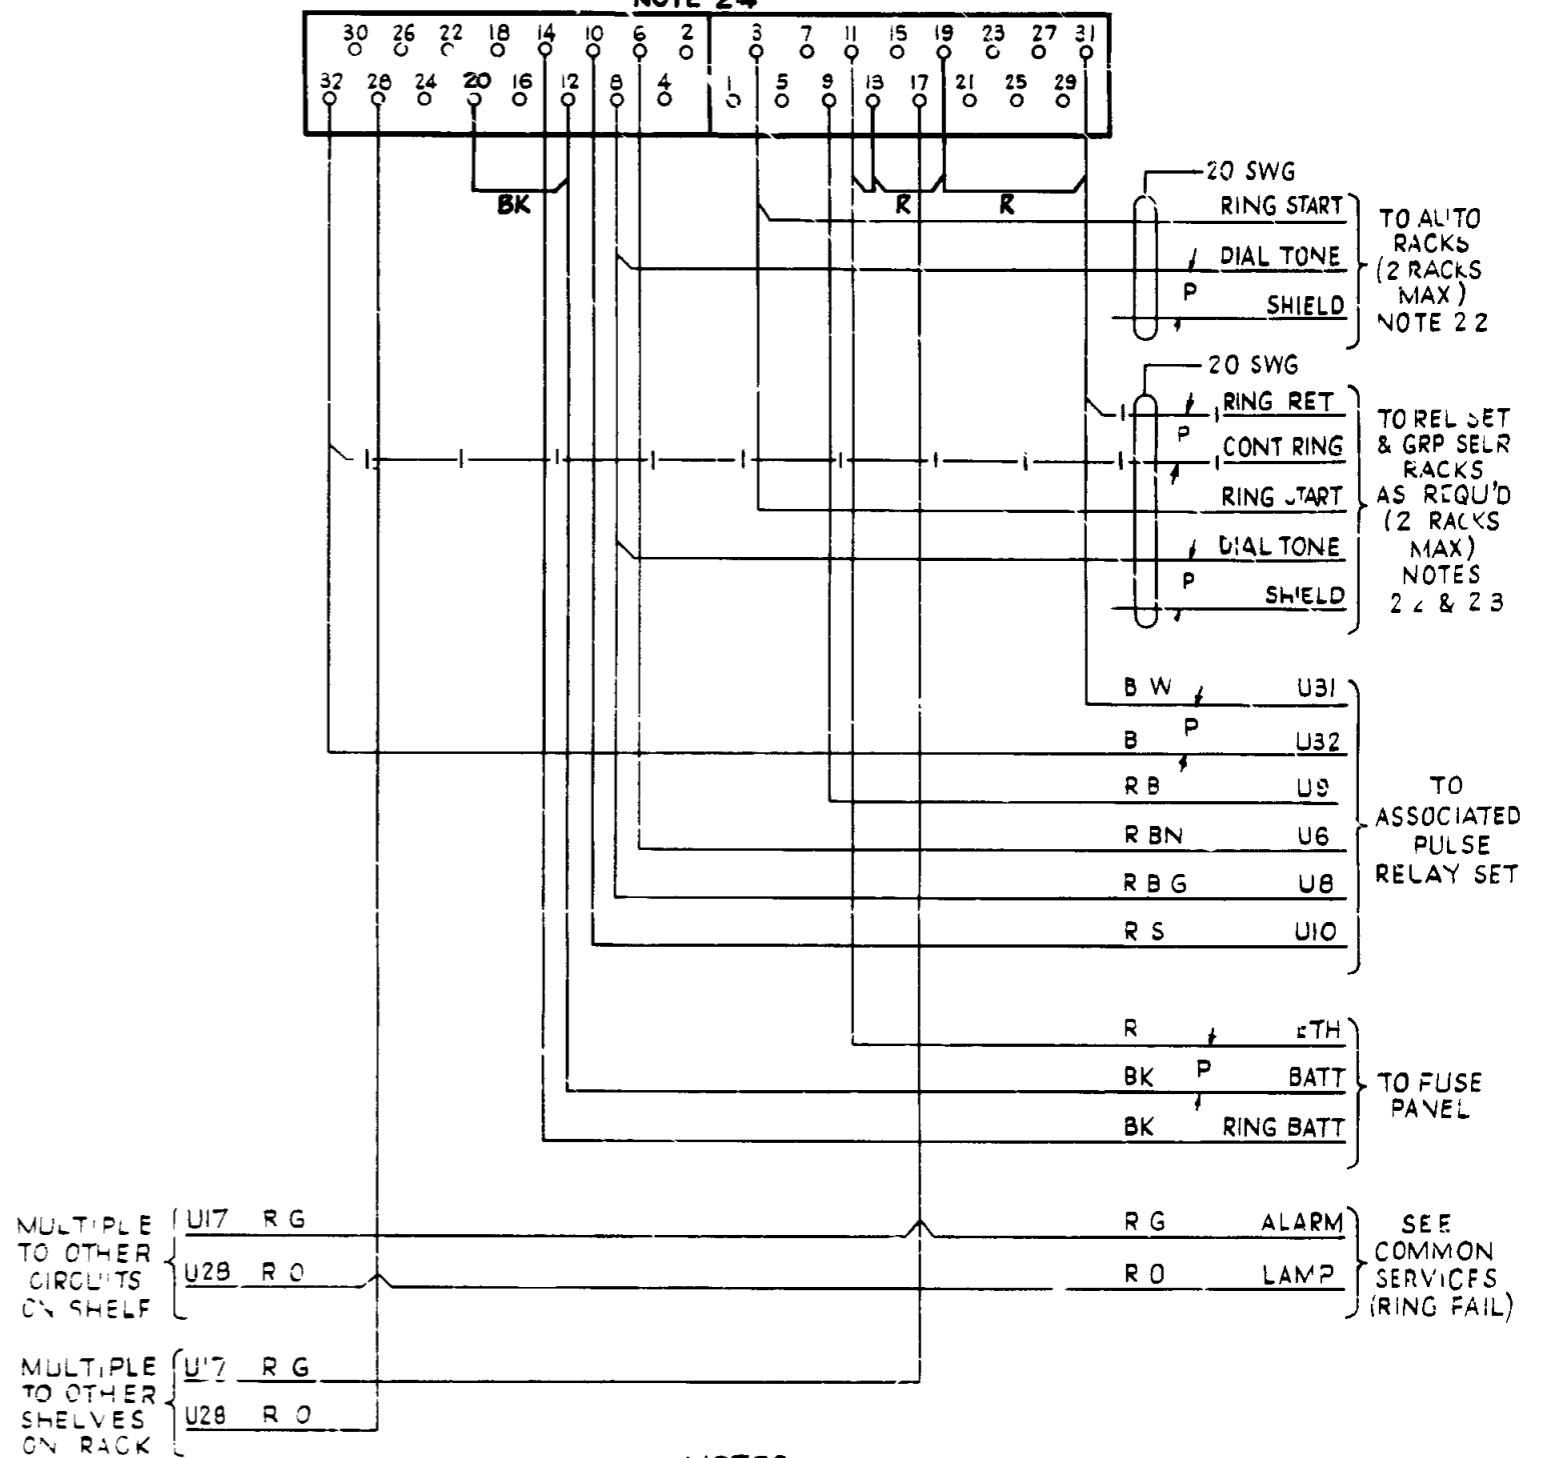 NOTE 24
30 26 22 18 14 10 6 2 3 7 11 15 19 23 27 31
32 28 24 20 16 12 8 4 1 5 9 13 17 21 25 29
BK R R
20 SWG
RING START
DIAL TONE
P
SHIELD
TO AUTO
RACKS
(2 RACKS
MAX)
NOTE 22
20 SWG
RING RET
P
CONT RING
RING START
DIAL TONE
P
SHIELD
TO REL SET
& GRP SELR
RACKS
AS REQU'D
(2 RACKS
MAX)
NOTES
22 & 23
B W U31
P
B U32
R B U9
R BN U6
R B G U8
R S U10
TO
ASSOCIATED
PULSE
RELAY SET
R ETH
BK P BATT
BK RING BATT
TO FUSE
PANEL
MULTIPLE
TO OTHER
CIRCUITS
ON SHELF
U17 R G
U28 R O
R G ALARM
R O LAMP
SEE
COMMON
SERVICES
(RING FAIL)
MULTIPLE
TO OTHER
SHELVES
ON RACK
U17 R G
U28 R O
NOTES